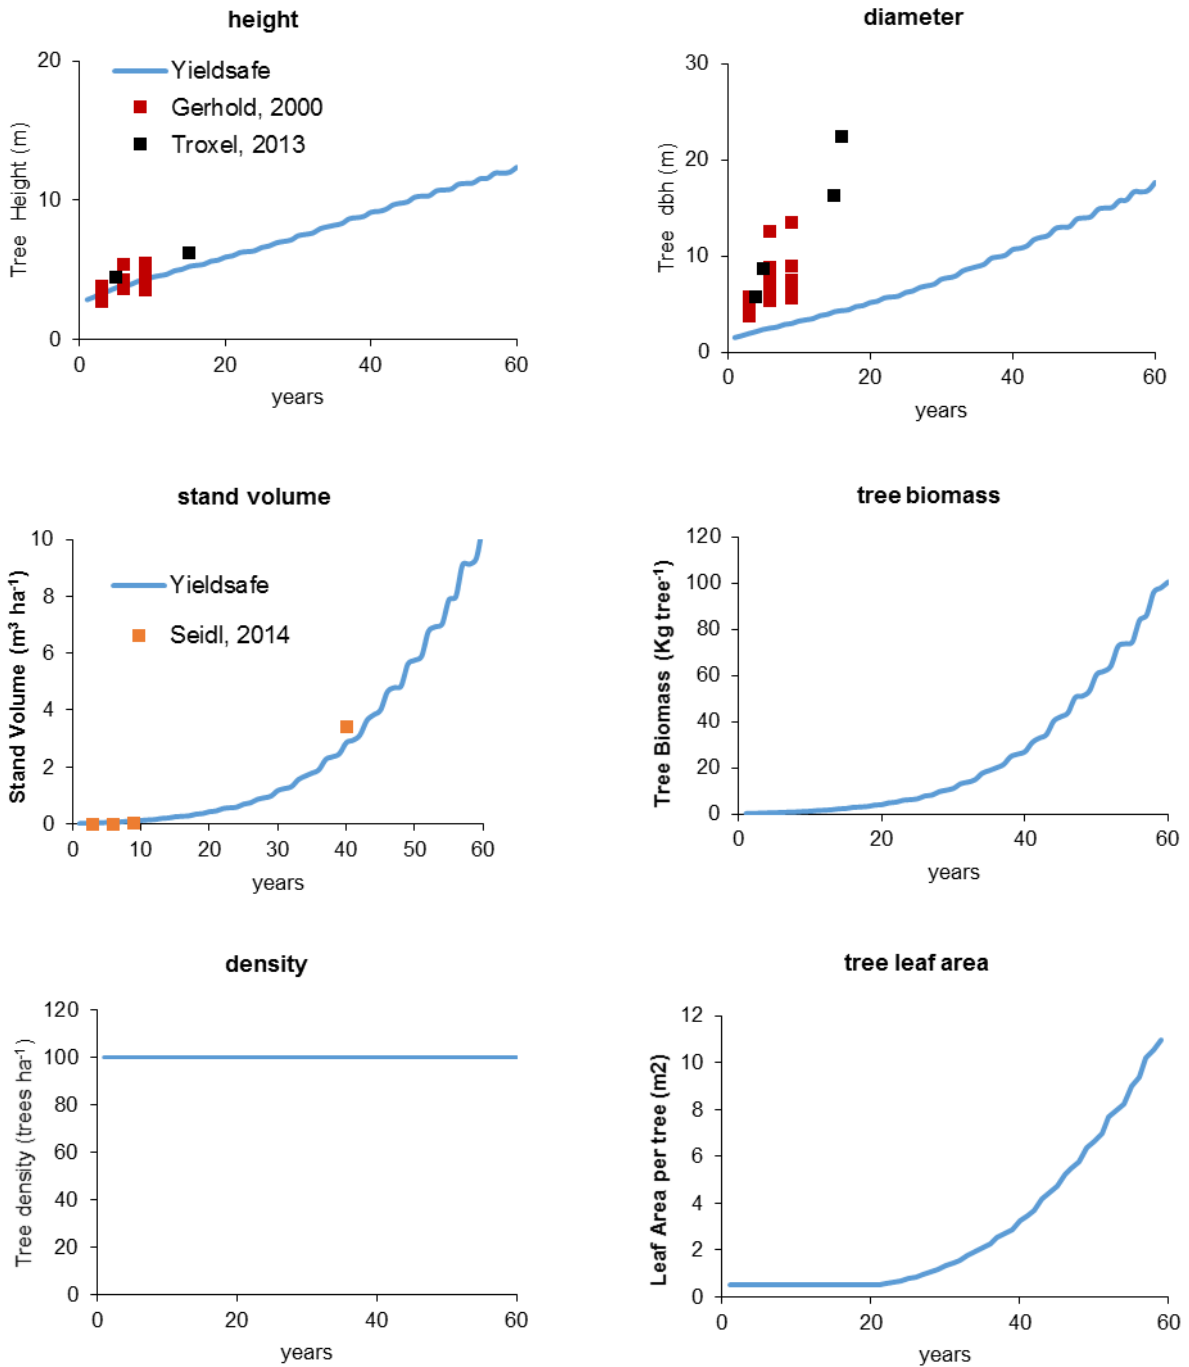 height
20
10
0
0
20
40
60
Tree Height (m)
years
Yieldsafe
Gerhold, 2000
Troxel, 2013
diameter
30
20
10
0
0
20
40
60
Tree dbh (m)
years
stand volume
10
8
6
4
2
0
0
10
20
30
40
50
60
Stand Volume (m³ ha⁻¹)
years
Yieldsafe
Seidl, 2014
tree biomass
120
100
80
60
40
20
0
0
20
40
60
Tree Biomass (Kg tree⁻¹)
years
density
120
100
80
60
40
20
0
0
20
40
60
Tree density (trees ha⁻¹)
years
tree leaf area
12
10
8
6
4
2
0
0
20
40
60
Leaf Area per tree (m2)
years